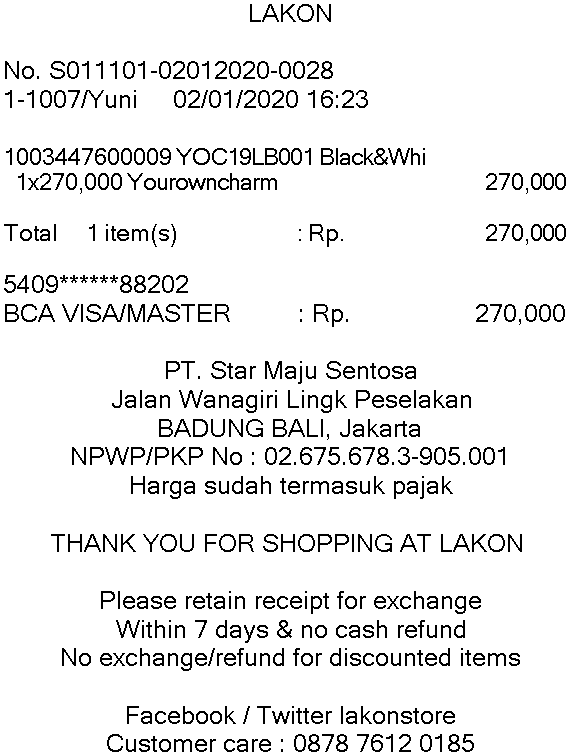 LAKON
No. S011101-02012020-0028
1-1007/Yuni 02/01/2020 16:23
1003447600009 YOC19LB001 Black&Whi
1x270,000 Yourowncharm 270,000
Total 1 item(s) : Rp. 270,000
5409******88202
BCA VISA/MASTER : Rp. 270,000
PT. Star Maju Sentosa
Jalan Wanagiri Lingk Peselakan
BADUNG BALI, Jakarta
NPWP/PKP No : 02.675.678.3-905.001
Harga sudah termasuk pajak
THANK YOU FOR SHOPPING AT LAKON
Please retain receipt for exchange
Within 7 days & no cash refund
No exchange/refund for discounted items
Facebook / Twitter lakonstore
Customer care : 0878 7612 0185